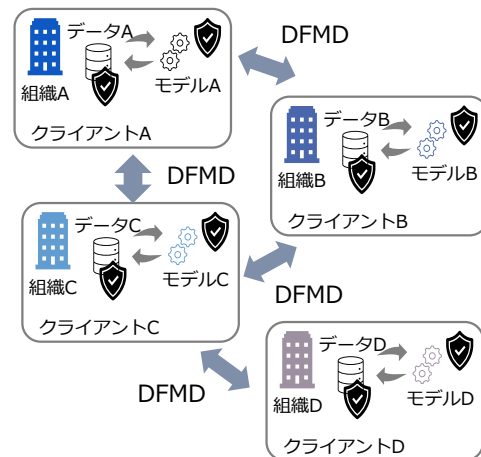 データA
組織A
モデルA
クライアントA
DFMD
データB
組織B
モデルB
クライアントB
DFMD
データC
組織C
モデルC
クライアントC
DFMD
データD
組織D
モデルD
クライアントD
DFMD